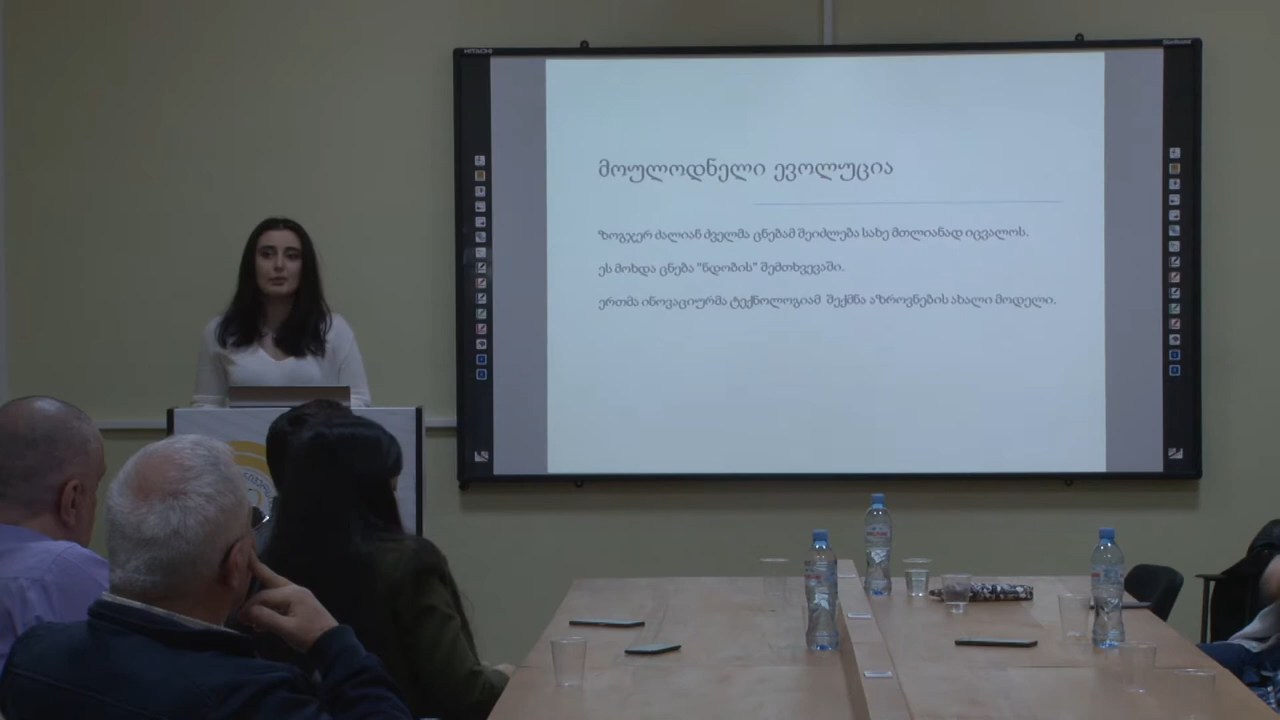 HITACHI
მოულოდნელი ევოლუცია
ზოგჯერ ძალიან ძველმა ცნებამ შეიძლება სახე მთლიანად იცვალოს.
ეს მოხდა ცნება "ნდობის" შემთხვევაში.
ერთმა ინოვაციურმა ტექნოლოგიამ შექმნა აზროვნების ახალი მოდელი.